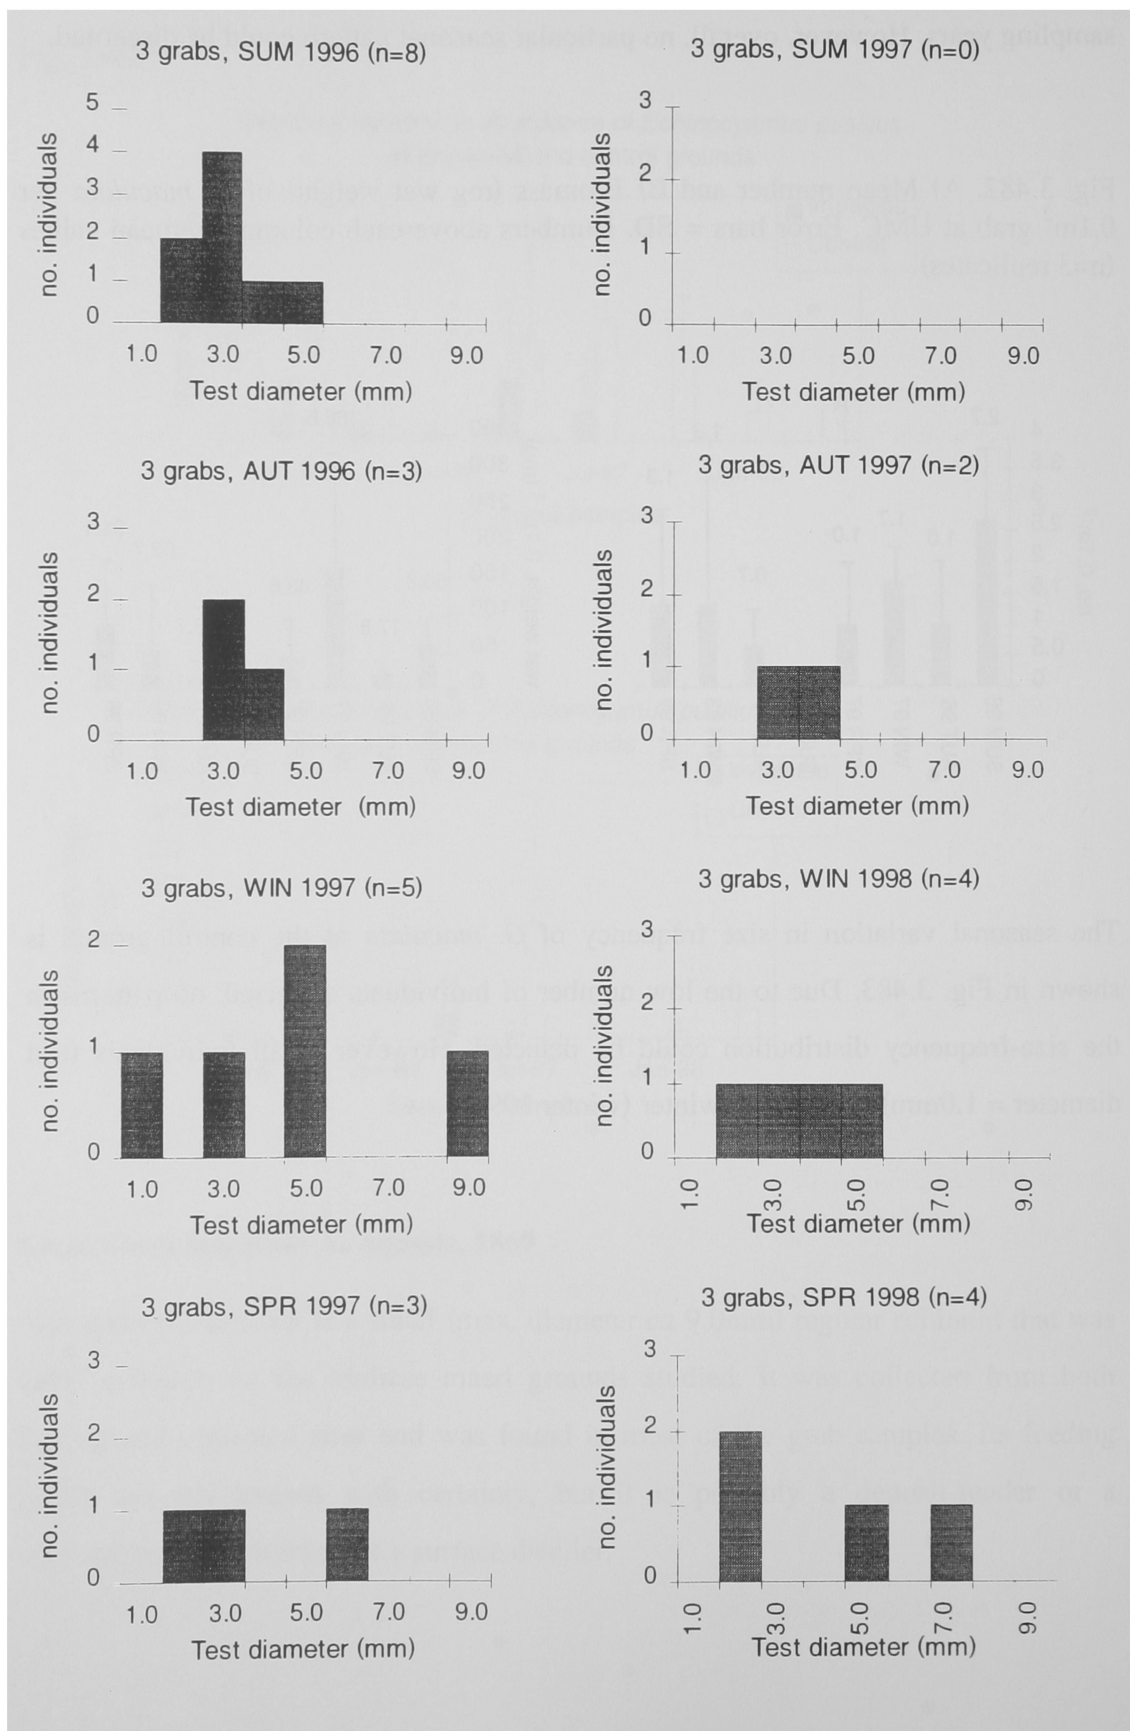 3 grabs, SUM 1996 (n=8)
no. individuals
5
4
3
2
1
0
1.0 3.0 5.0 7.0 9.0
Test diameter (mm)
3 grabs, SUM 1997 (n=0)
no. individuals
3
2
1
0
1.0 3.0 5.0 7.0 9.0
Test diameter (mm)
3 grabs, AUT 1996 (n=3)
no. individuals
3
2
1
0
1.0 3.0 5.0 7.0 9.0
Test diameter (mm)
3 grabs, AUT 1997 (n=2)
no. individuals
3
2
1
0
1.0 3.0 5.0 7.0 9.0
Test diameter (mm)
3 grabs, WIN 1997 (n=5)
no. individuals
2
1
0
1.0 3.0 5.0 7.0 9.0
Test diameter (mm)
3 grabs, WIN 1998 (n=4)
no. individuals
3
2
1
0
1.0 3.0 5.0 7.0 9.0
Test diameter (mm)
3 grabs, SPR 1997 (n=3)
no. individuals
3
2
1
0
1.0 3.0 5.0 7.0 9.0
Test diameter (mm)
3 grabs, SPR 1998 (n=4)
no. individuals
3
2
1
0
1.0 3.0 5.0 7.0 9.0
Test diameter (mm)